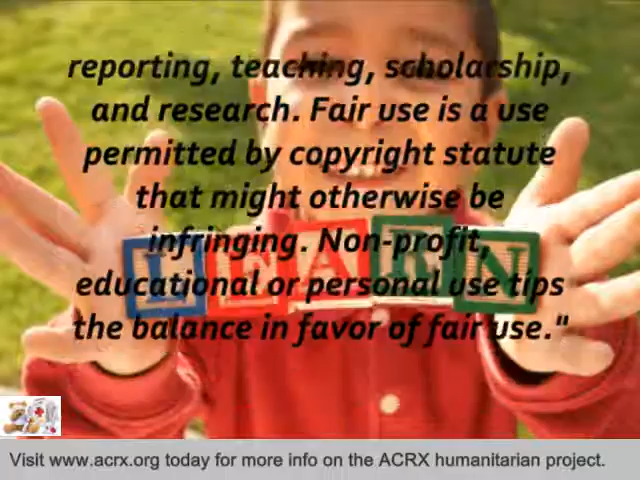 reporting, teaching, scholarship,
and research. Fair use is a use
permitted by copyright statute
that might otherwise be
infringing. Non-profit,
educational or personal use tips
the balance in favor of fair use."
LEARN
Visit www.acrx.org today for more info on the ACRX humanitarian project.